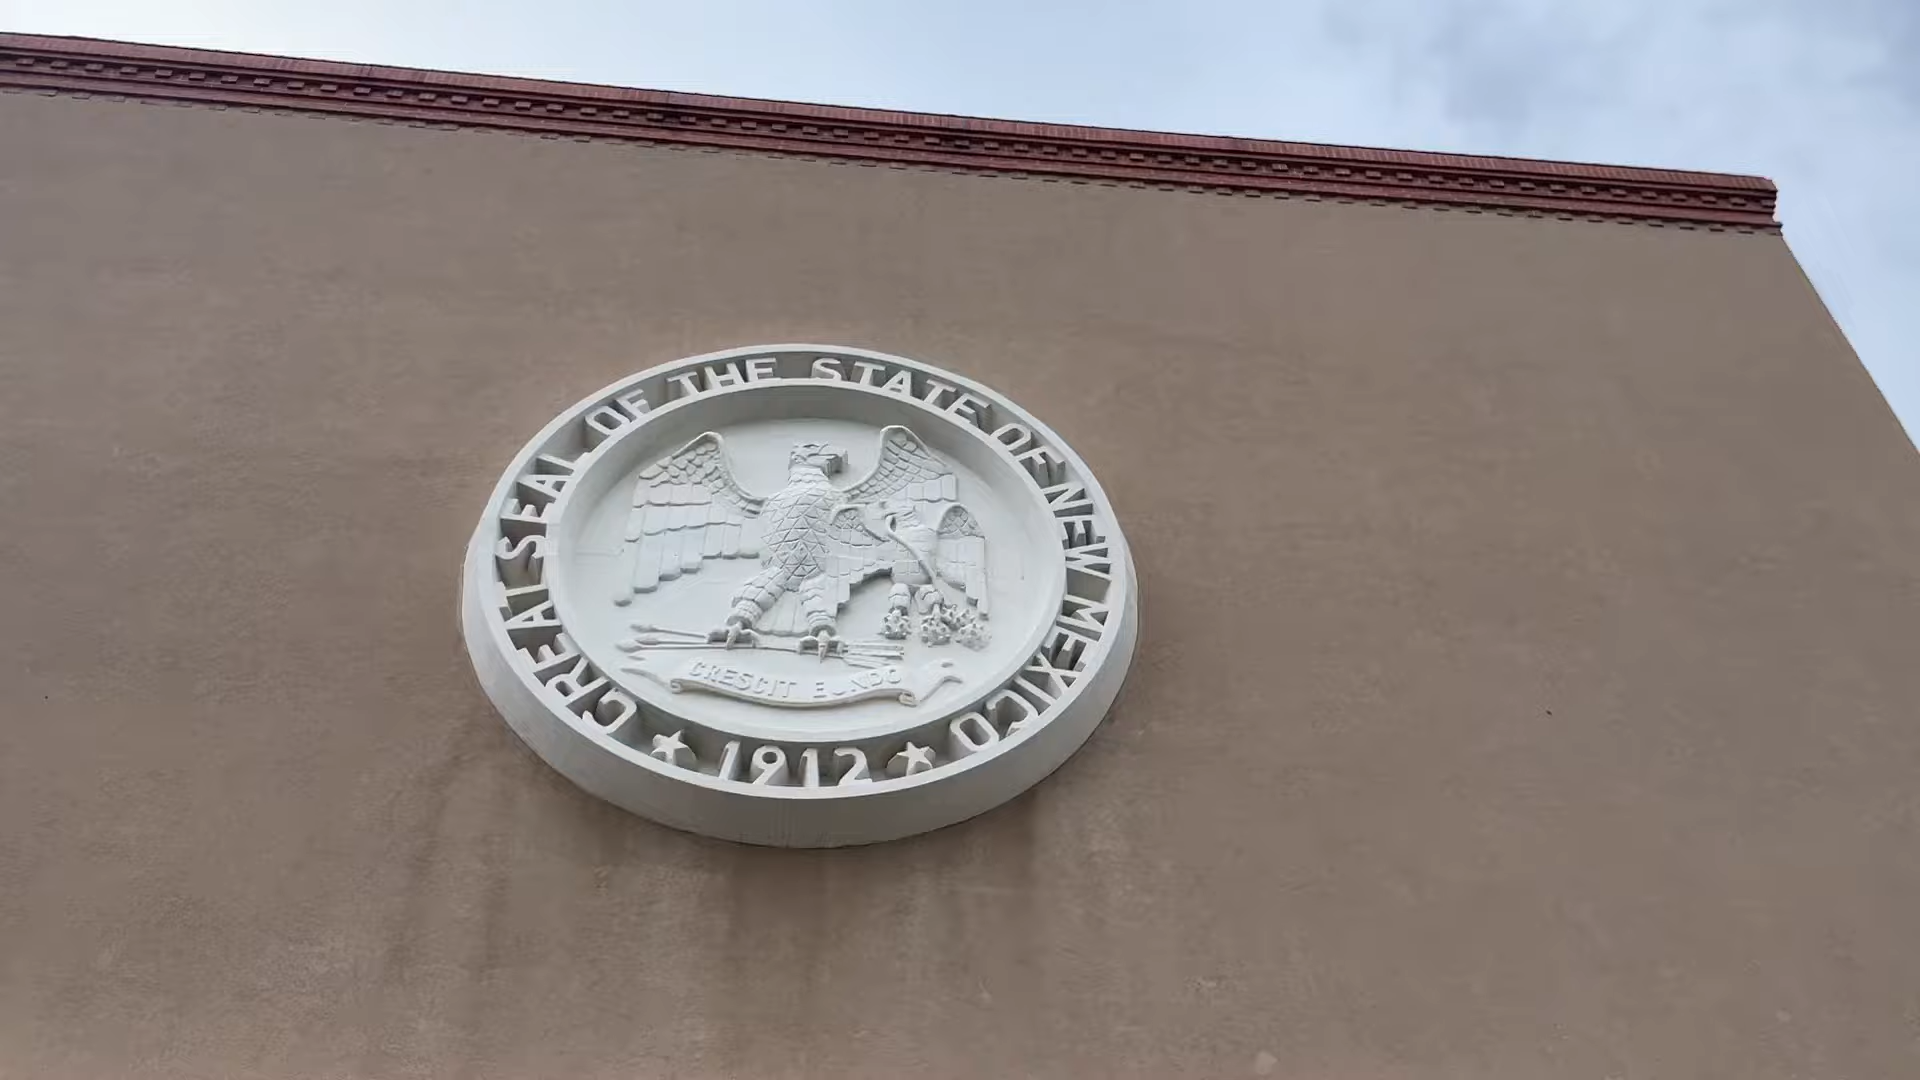 GREAT SEAL OF THE STATE OF NEW MEXICO
CRESCIT EUNDO
★ 1912 ★